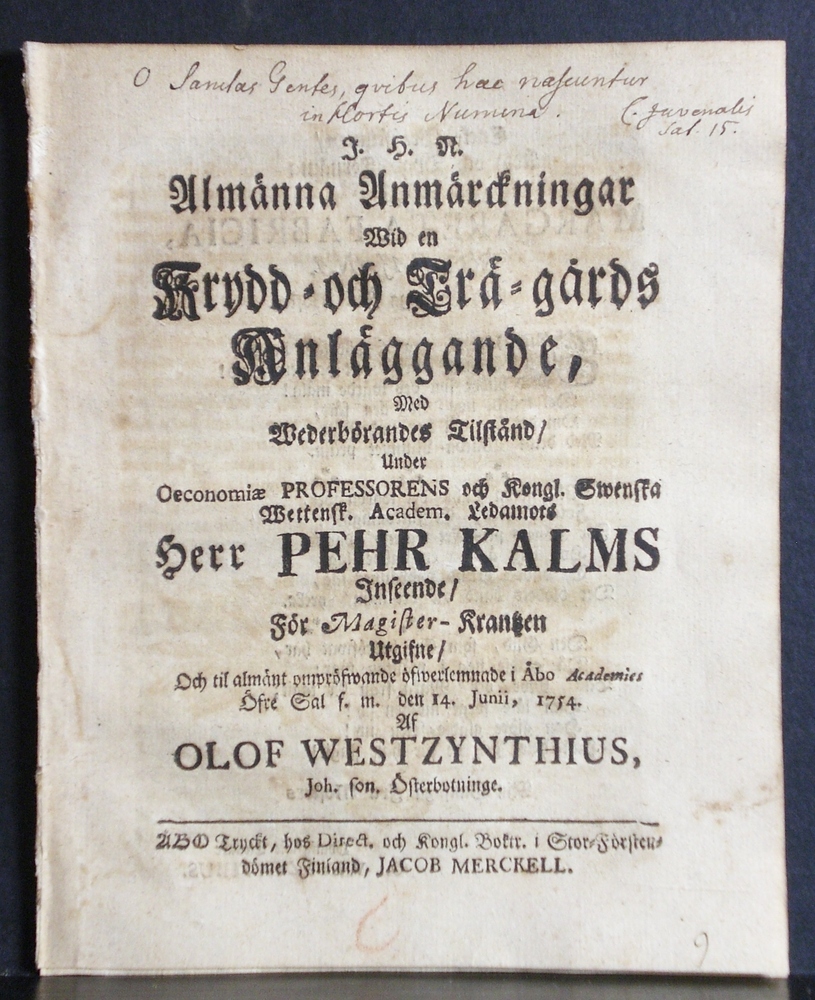 O Sanctas Gentes, qvibus hæc nascuntur
in Hortis Numina. (. Juvenalis
Sat. 15.
J. H. N.
Almänna Anmärckningar
Wid en
Krydd-och Trä-gårds
Anläggande,
Med
Wederbörandes Tilstånd/
Under
Oeconomiæ PROFESSORENS och Kongl. Swenska
Wettensk. Academ. Ledamots
Herr PEHR KALMS
Inseende/
För Magister-Krantzen
Utgifne/
Och til almänt ompröfwande öfwerlemnade i Åbo Academies
Öfre Sal f. m. den 14. Junii, 1754.
Af
OLOF WESTZYNTHIUS,
Joh. son. Österbotninge.
ÅBO Tryckt, hos Direct. och Kongl. Boktr. i Stor-Försten-
dömet Finland, JACOB MERCKELL.
9